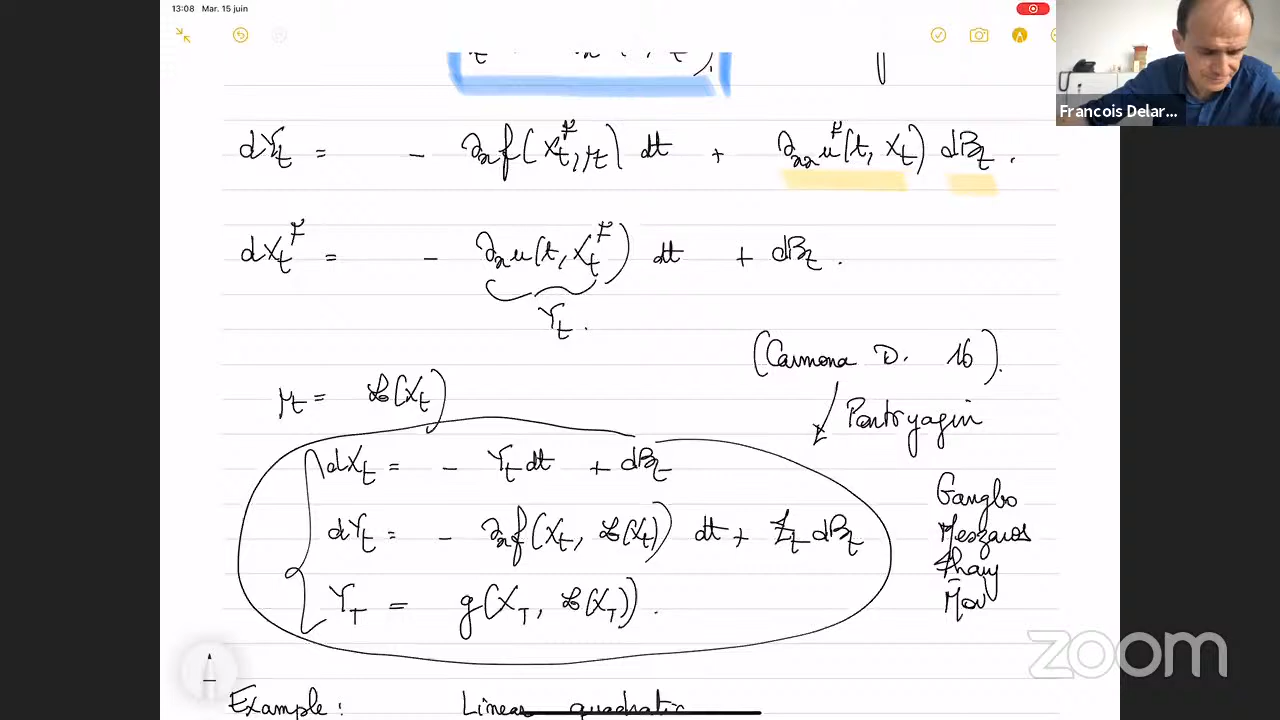 13:08 Mar. 15 juin
Francois Delar...
dY_t = - ∂_x f(X_t^μ, μ_t) dt + ∂_xx u^μ(t, X_t) dB_t.
dX_t^μ = - ∂_x u(t, X_t^μ) dt + dB_t.
Y_t.
(Carmona D. 16).
μ_t = ℒ(X_t)
Pontryagin
dX_t = - Y_t dt + dB_t
Gangbo
dY_t = - ∂_x f(X_t, ℒ(X_t)) dt + Z_t dB_t
Meszaros
Y_T = g(X_T, ℒ(X_T)).
Mou
zoom
Example: Linear quadratic